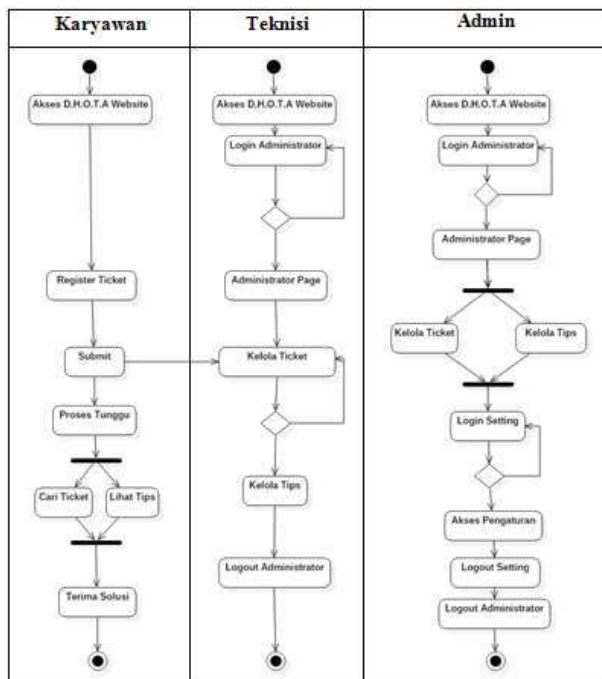 Karyawan
Akses D.H.O.T.A Website
Register Ticket
Submit
Proses Tunggu
Cari Ticket
Lihat Tips
Terima Solusi
Teknisi
Akses D.H.O.T.A Website
Login Administrator
Administrator Page
Kelola Ticket
Kelola Tips
Logout Administrator
Admin
Akses D.H.O.T.A Website
Login Administrator
Administrator Page
Kelola Ticket
Kelola Tips
Login Setting
Akses Pengaturan
Logout Setting
Logout Administrator